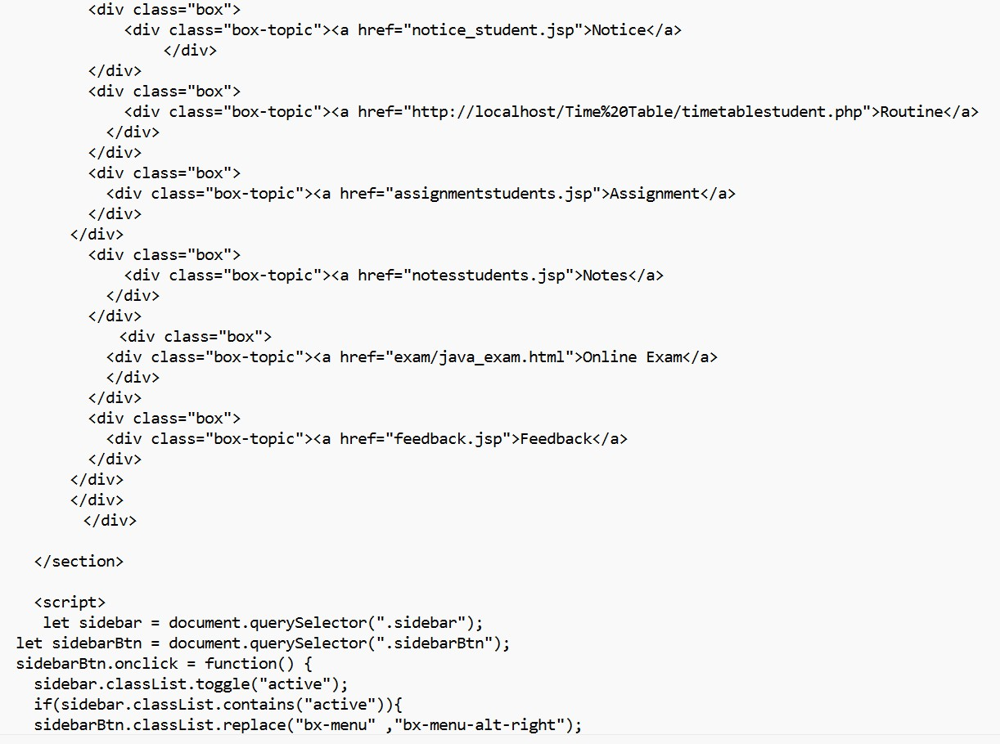 <div class="box">
            <div class="box-topic"><a href="notice_student.jsp">Notice</a>
                </div>
        </div>
        <div class="box">
            <div class="box-topic"><a href="http://localhost/Time%20Table/timetablestudent.php">Routine</a>
          </div>
        </div>
        <div class="box">
          <div class="box-topic"><a href="assignmentstudents.jsp">Assignment</a>
        </div>
      </div>
        <div class="box">
            <div class="box-topic"><a href="notesstudents.jsp">Notes</a>
          </div>
        </div>
           <div class="box">
          <div class="box-topic"><a href="exam/java_exam.html">Online Exam</a>
          </div>
        </div>
        <div class="box">
          <div class="box-topic"><a href="feedback.jsp">Feedback</a>
        </div>
      </div>
      </div>
       </div>

  </section>

  <script>
   let sidebar = document.querySelector(".sidebar");
let sidebarBtn = document.querySelector(".sidebarBtn");
sidebarBtn.onclick = function() {
  sidebar.classList.toggle("active");
  if(sidebar.classList.contains("active")){
  sidebarBtn.classList.replace("bx-menu" ,"bx-menu-alt-right");